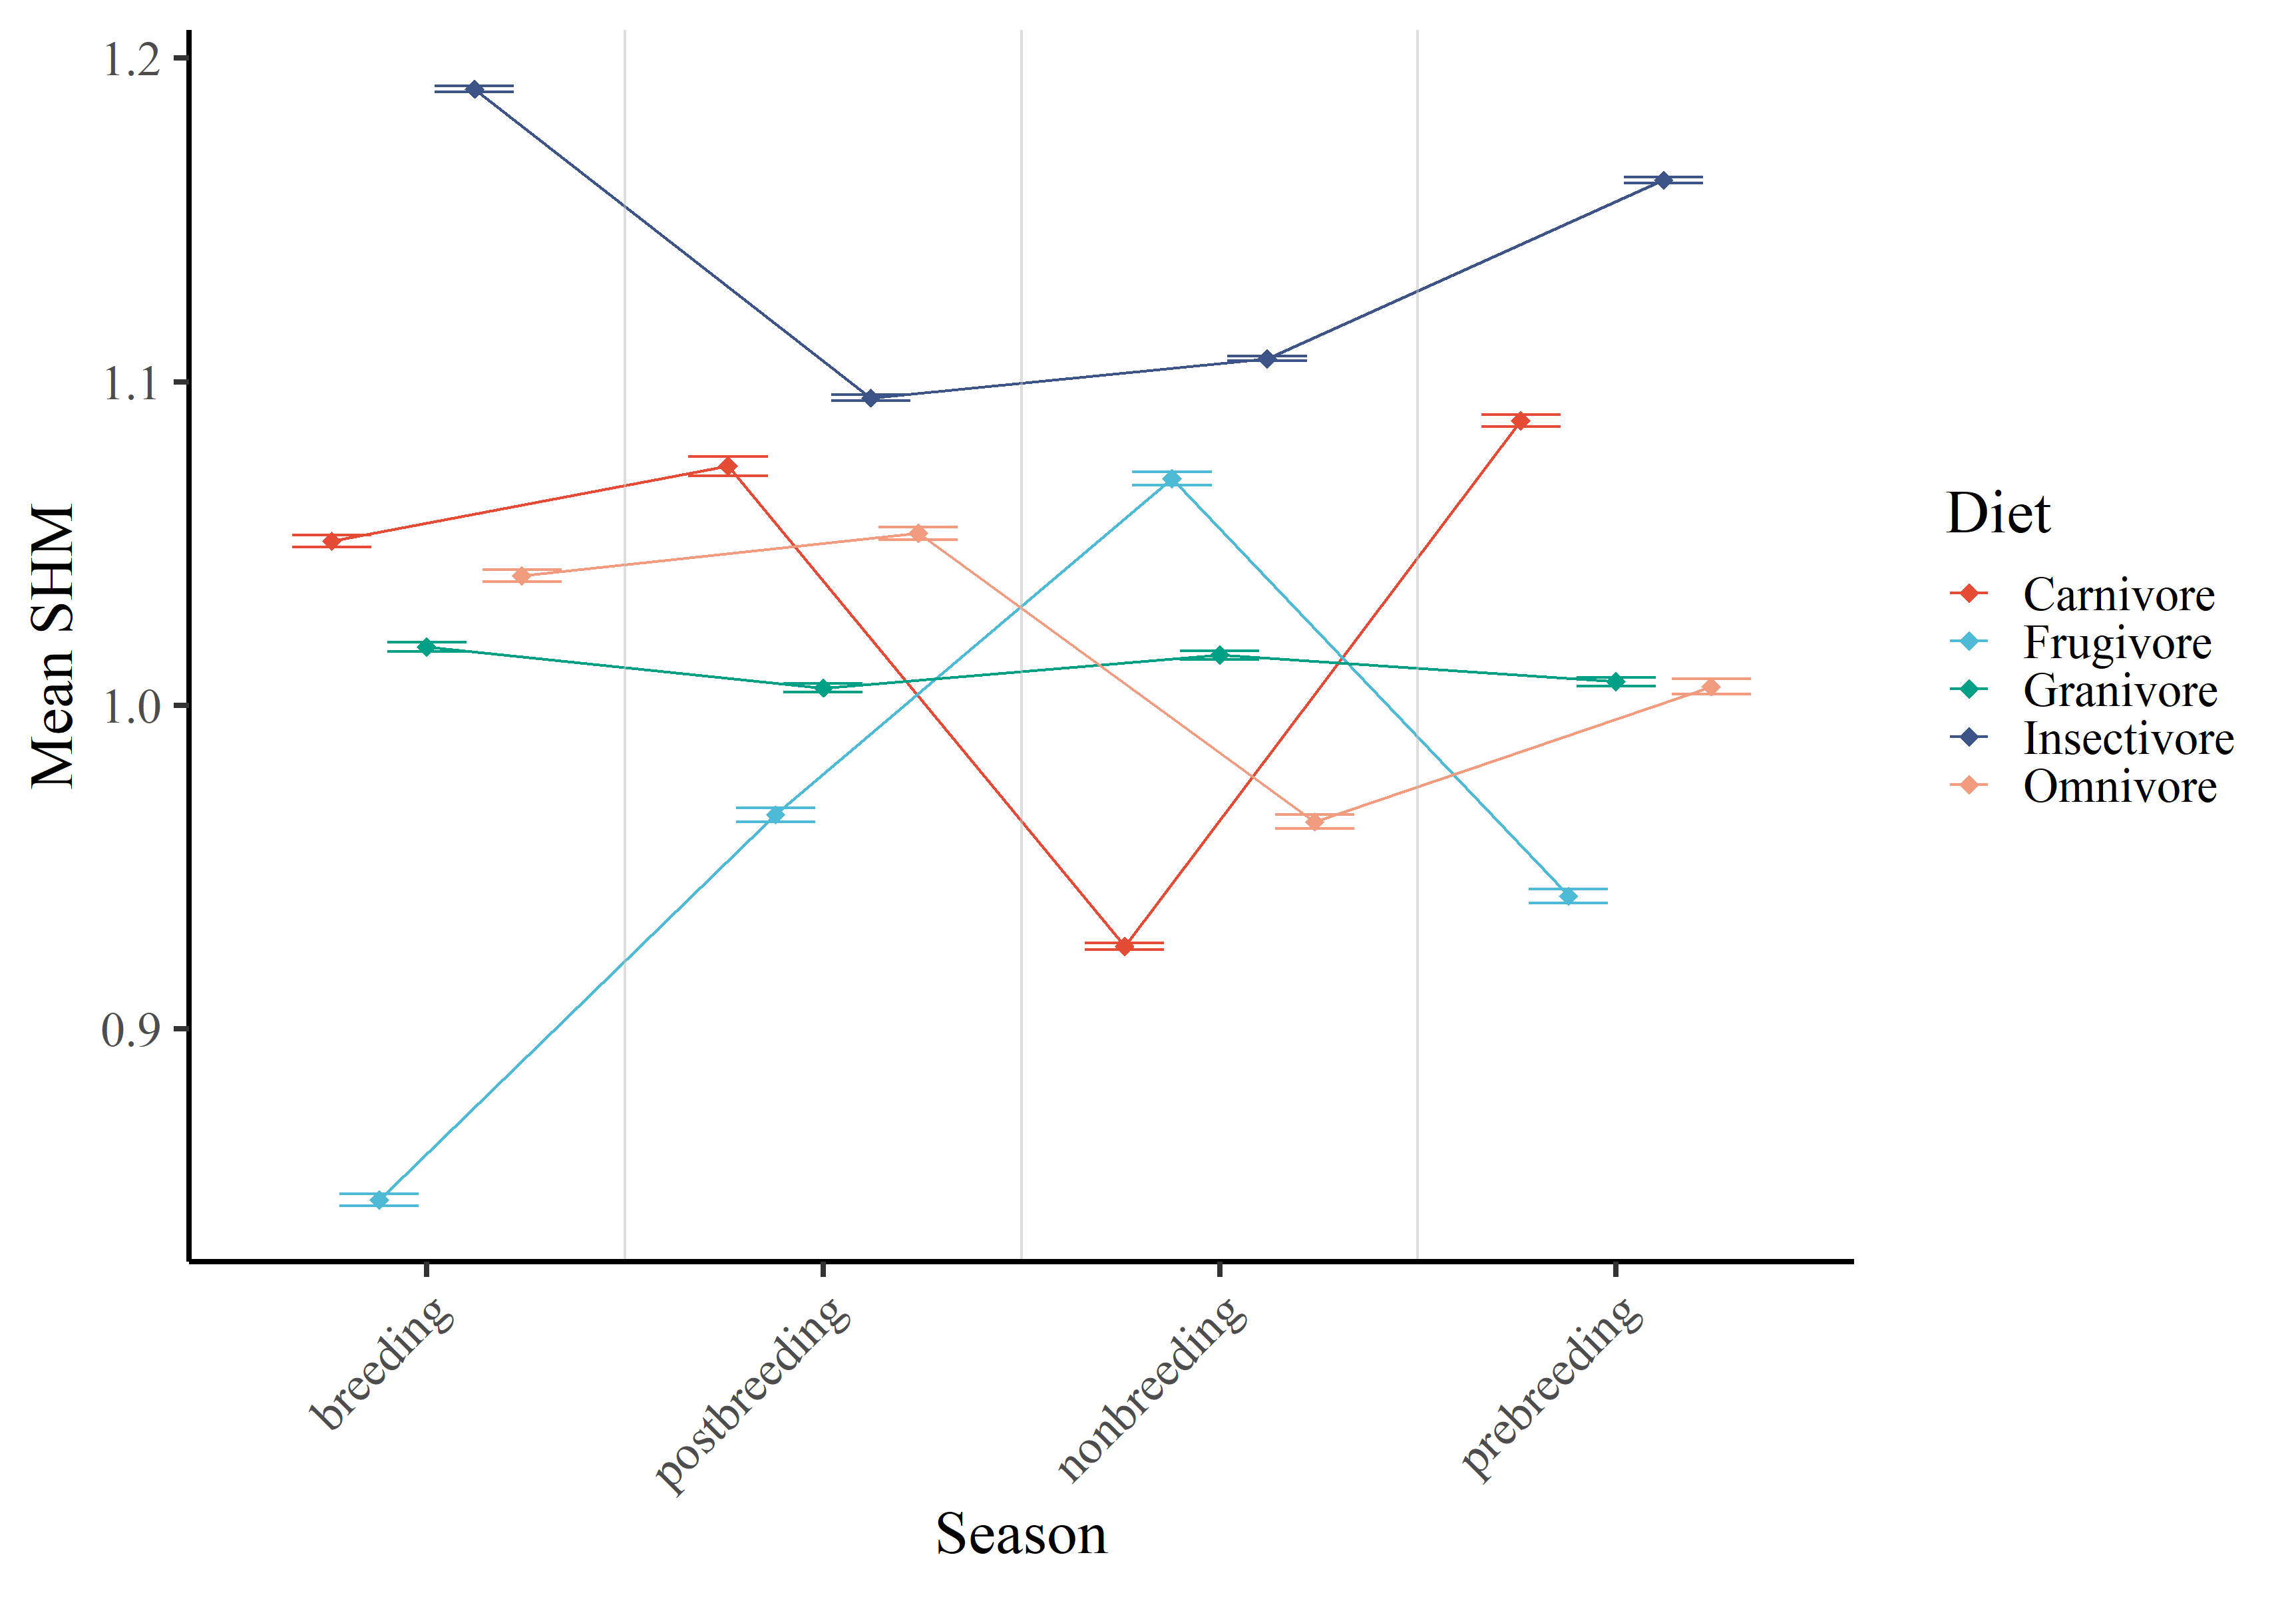 1.2
1.1
1.0
0.9
Mean SHM
breeding
postbreeding
nonbreeding
prebreeding
Season
Diet
Carnivore
Frugivore
Granivore
Insectivore
Omnivore